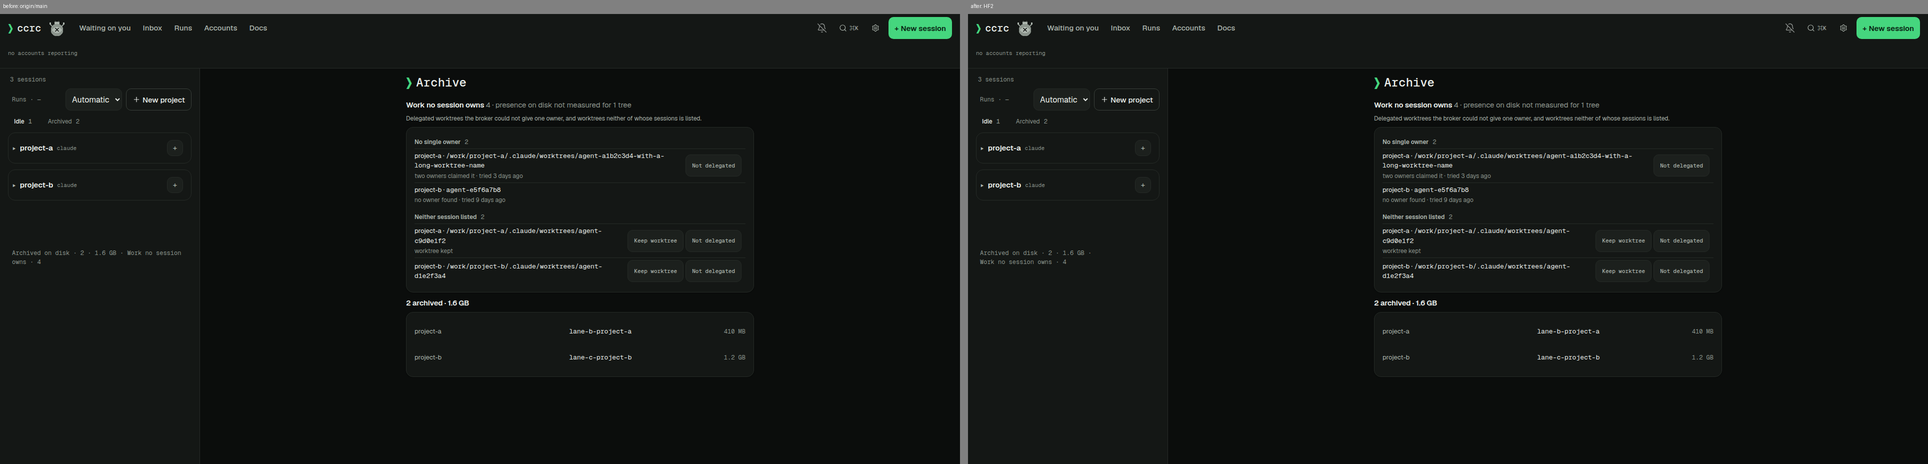 before: origin/main
ccrc Waiting on you Inbox Runs Accounts Docs ⌘K + New session
no accounts reporting
3 sessions
Runs · — Automatic + New project
Idle 1 Archived 2
▸ project-a claude +
▸ project-b claude +
Archived on disk · 2 · 1.6 GB · Work no session
owns · 4
❯ Archive
Work no session owns 4 · presence on disk not measured for 1 tree
Delegated worktrees the broker could not give one owner, and worktrees neither of whose sessions is listed.
No single owner 2
project-a · /work/project-a/.claude/worktrees/agent-a1b2c3d4-with-a-
long-worktree-name
two owners claimed it · tried 3 days ago
Not delegated
project-b · agent-e5f6a7b8
no owner found · tried 9 days ago
Neither session listed 2
project-a · /work/project-a/.claude/worktrees/agent-
c9d0e1f2
worktree kept
Keep worktree Not delegated
project-b · /work/project-b/.claude/worktrees/agent-
d1e2f3a4
Keep worktree Not delegated
2 archived · 1.6 GB
project-a lane-b-project-a 410 MB
project-b lane-c-project-b 1.2 GB
after: HF2
ccrc Waiting on you Inbox Runs Accounts Docs ⌘K + New session
no accounts reporting
3 sessions
Runs · — Automatic + New project
Idle 1 Archived 2
▸ project-a claude +
▸ project-b claude +
Archived on disk · 2 · 1.6 GB ·
Work no session owns · 4
❯ Archive
Work no session owns 4 · presence on disk not measured for 1 tree
Delegated worktrees the broker could not give one owner, and worktrees neither of whose sessions is listed.
No single owner 2
project-a · /work/project-a/.claude/worktrees/agent-a1b2c3d4-with-a-
long-worktree-name
two owners claimed it · tried 3 days ago
Not delegated
project-b · agent-e5f6a7b8
no owner found · tried 9 days ago
Neither session listed 2
project-a · /work/project-a/.claude/worktrees/agent-
c9d0e1f2
worktree kept
Keep worktree Not delegated
project-b · /work/project-b/.claude/worktrees/agent-
d1e2f3a4
Keep worktree Not delegated
2 archived · 1.6 GB
project-a lane-b-project-a 410 MB
project-b lane-c-project-b 1.2 GB